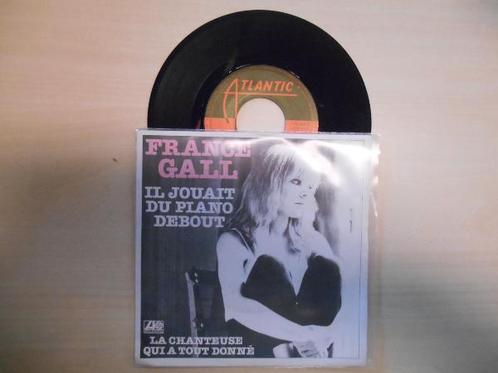 ATLANTIC
FRANCE
GALL
IL JOUAIT
DU PIANO
DEBOUT
LA CHANTEUSE
QUI A TOUT DONNÉ